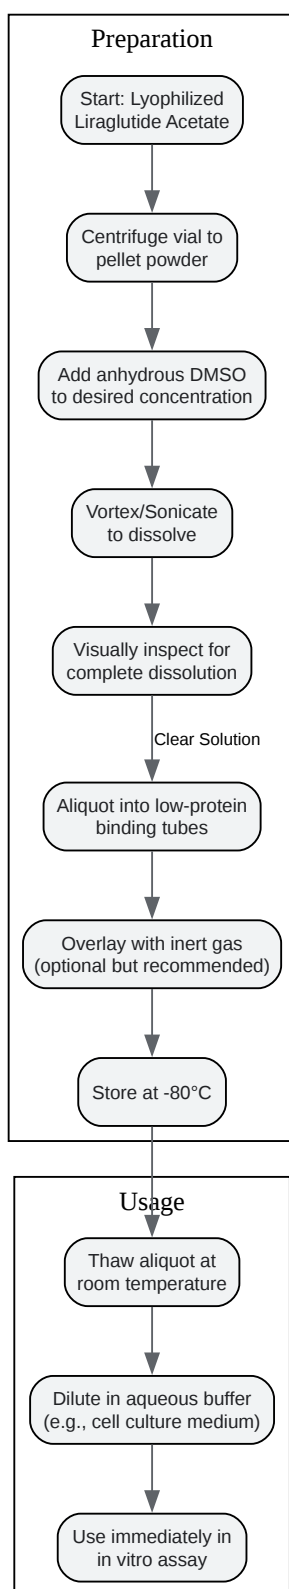 Preparation
Start: Lyophilized
Liraglutide Acetate
Centrifuge vial to
pellet powder
Add anhydrous DMSO
to desired concentration
Vortex/Sonicate
to dissolve
Visually inspect for
complete dissolution
Clear Solution
Aliquot into low-protein
binding tubes
Overlay with inert gas
(optional but recommended)
Store at -80°C
Usage
Thaw aliquot at
room temperature
Dilute in aqueous buffer
(e.g., cell culture medium)
Use immediately in
in vitro assay